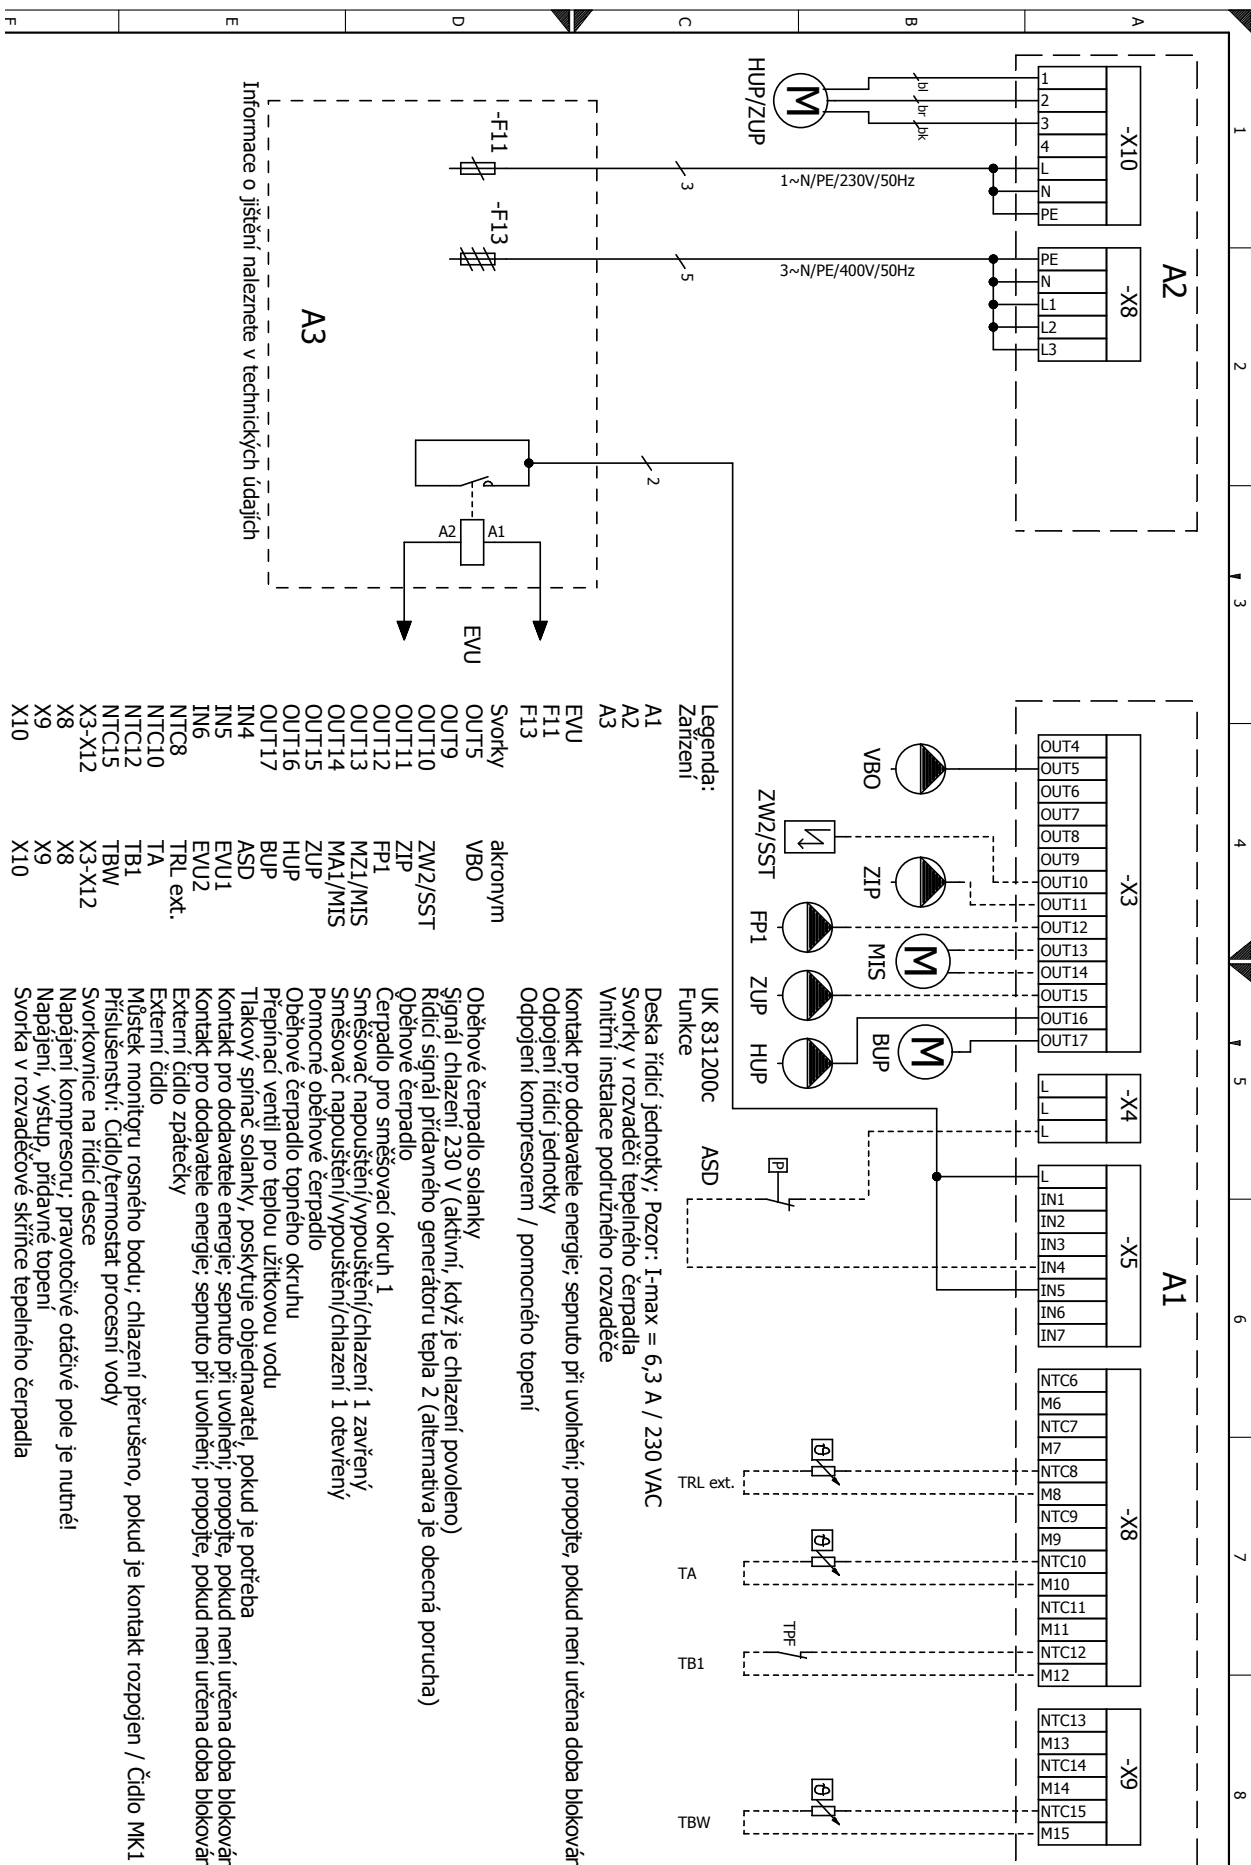 A
B
C
D
E
F
1
2
3
4
5
6
7
8
A2
-X10
1
2
3
4
L
N
PE
-X8
PE
N
L1
L2
L3
bl
br
bk
HUP/ZUP
M
1~N/PE/230V/50Hz
3
3~N/PE/400V/50Hz
5
-F11
-F13
A3
Informace o jištění naleznete v technických údajích
2
A2
A1
EVU
A1
-X3
OUT4
OUT5
OUT6
OUT7
OUT8
OUT9
OUT10
OUT11
OUT12
OUT13
OUT14
OUT15
OUT16
OUT17
-X4
L
L
L
-X5
L
IN1
IN2
IN3
IN4
IN5
IN6
IN7
-X8
NTC6
M6
NTC7
M7
NTC8
M8
NTC9
M9
NTC10
M10
NTC11
M11
NTC12
M12
-X9
NTC13
M13
NTC14
M14
NTC15
M15
VBO
ZW2/SST
ZIP
FP1
M
MIS
ZUP
HUP
M
BUP
P
ASD
TRL ext.
TA
TPF
TB1
TBW
UK 831200c
Legenda:
Zařízení Funkce
A1 Deska řídicí jednotky; Pozor: I-max = 6,3 A / 230 VAC
A2 Svorky v rozvaděči tepelného čerpadla
A3 Vnitřní instalace podružného rozvaděče
EVU Kontakt pro dodavatele energie; sepnuto při uvolnění; propojte, pokud není určena doba blokován
F11 Odpojení řídicí jednotky
F13 Odpojení kompresorem / pomocného topení
Svorky akronym
OUT5 VBO Oběhové čerpadlo solanky
OUT9 Signál chlazení 230 V (aktivní, když je chlazení povoleno)
OUT10 ZW2/SST Řídicí signál přídavného generátoru tepla 2 (alternativa je obecná porucha)
OUT11 ZIP Oběhové čerpadlo
OUT12 FP1 Čerpadlo pro směšovací okruh 1
OUT13 MZ1/MIS Směšovač napouštění/vypouštění/chlazení 1 zavřený
OUT14 MA1/MIS Směšovač napouštění/vypouštění/chlazení 1 otevřený
OUT15 ZUP Pomocné oběhové čerpadlo
OUT16 HUP Oběhové čerpadlo topného okruhu
OUT17 BUP Přepínací ventil pro teplou užitkovou vodu
IN4 ASD Tlakový spínač solanky, poskytuje objednavatel, pokud je potřeba
IN5 EVU1 Kontakt pro dodavatele energie; sepnuto při uvolnění; propojte, pokud není určena doba blokován
IN6 EVU2 Kontakt pro dodavatele energie; sepnuto při uvolnění; propojte, pokud není určena doba blokován
NTC8 TRL ext. Externí čidlo zpátečky
NTC10 TA Externí čidlo
NTC12 TB1 Můstek monitoru rosného bodu; chlazení přerušeno, pokud je kontakt rozpojen / Čidlo MK1
NTC15 TBW Příslušenství: Čidlo/termostat procesní vody
X3-X12 X3-X12 Svorkovnice na řídicí desce
X8 X8 Napájení kompresoru; pravotočivé otáčivé pole je nutné!
X9 X9 Napájení, výstup, přídavné topení
X10 X10 Svorka v rozvaděčové skříňce tepelného čerpadla